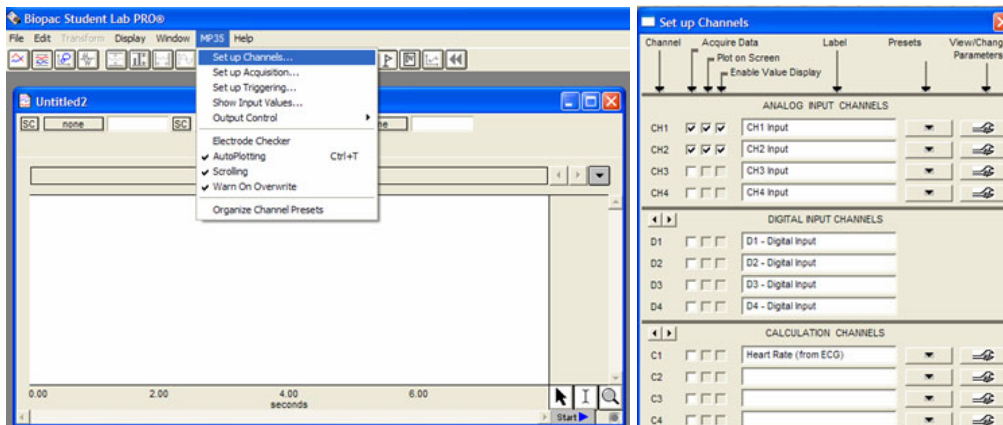 Biopac Student Lab PRO®
File Edit Transform Display Window MP35 Help
Set up Channels...
Set up Acquisition...
Set up Triggering...
Show Input Values...
Output Control
Electrode Checker
AutoPlotting Ctrl+T
Scrolling
Warn On Overwrite
Organize Channel Presets
Untitled2
SC none SC ne
0.00 2.00 4.00 6.00
seconds
Start
Set up Channels
Channel Acquire Data Label Presets View/Chang
Plot on Screen Parameters
Enable Value Display
ANALOG INPUT CHANNELS
CH1 CH1 Input
CH2 CH2 Input
CH3 CH3 Input
CH4 CH4 Input
DIGITAL INPUT CHANNELS
D1 D1 - Digital Input
D2 D2 - Digital Input
D3 D3 - Digital Input
D4 D4 - Digital Input
CALCULATION CHANNELS
C1 Heart Rate (from ECG)
C2
C3
C4